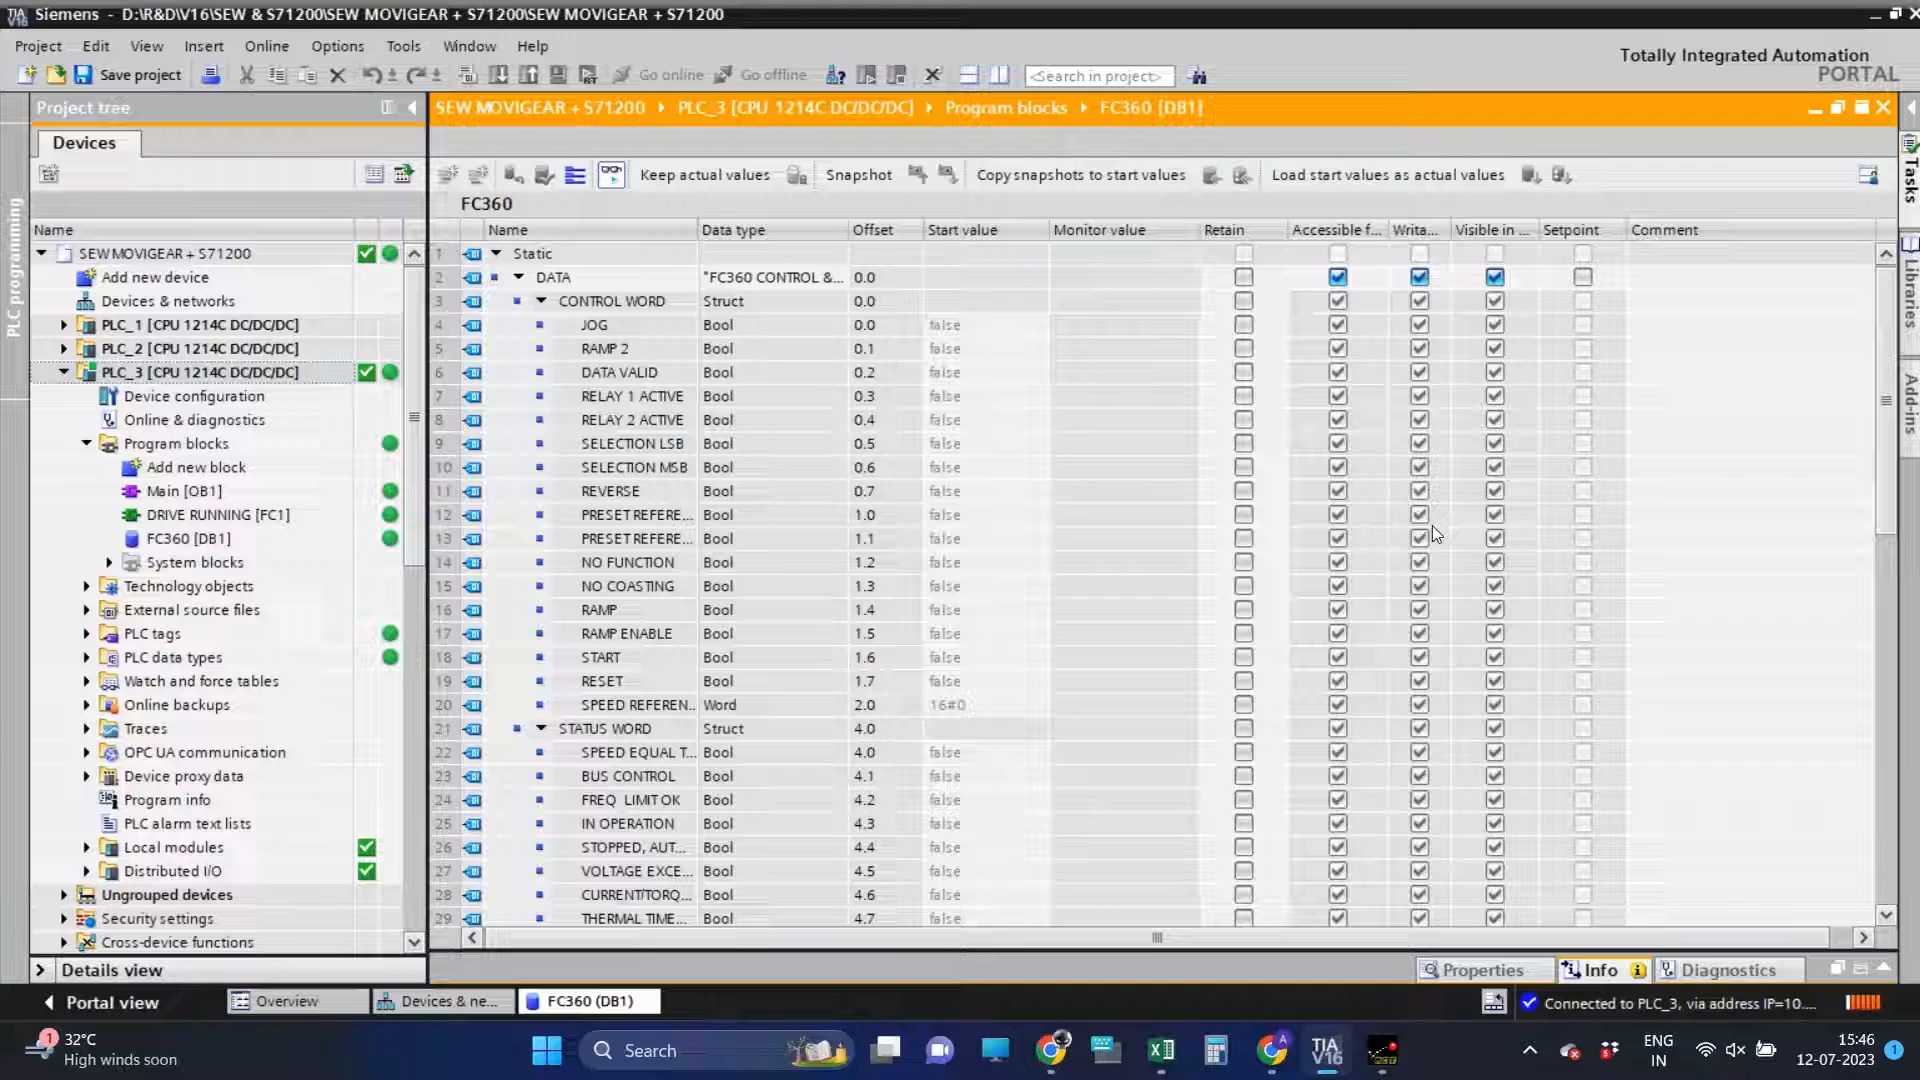 Siemens - D:\R&D\V16\SEW & S71200\SEW MOVIGEAR + S71200\SEW MOVIGEAR + S71200
Project Edit View Insert Online Options Tools Window Help
Totally Integrated Automation
PORTAL
Save project
Go online
Go offline
<Search in project>
Project tree
SEW MOVIGEAR + S71200 PLC_3 [CPU 1214C DC/DC/DC] Program blocks FC360 [DB1]
Devices
Keep actual values Snapshot Copy snapshots to start values Load start values as actual values
FC360
PLC programming
Name
SEW MOVIGEAR + S71200
Add new device
Devices & networks
PLC_1 [CPU 1214C DC/DC/DC]
PLC_2 [CPU 1214C DC/DC/DC]
PLC_3 [CPU 1214C DC/DC/DC]
Device configuration
Online & diagnostics
Program blocks
Add new block
Main [OB1]
DRIVE RUNNING [FC1]
FC360 [DB1]
System blocks
Technology objects
External source files
PLC tags
PLC data types
Watch and force tables
Online backups
Traces
OPC UA communication
Device proxy data
Program info
PLC alarm text lists
Local modules
Distributed I/O
Ungrouped devices
Security settings
Cross-device functions
Details view
Name Data type Offset Start value Monitor value Retain Accessible f... Writa... Visible in ... Setpoint Comment
1 Static
2 DATA "FC360 CONTROL &... 0.0
3 CONTROL WORD Struct 0.0
4 JOG Bool 0.0 false
5 RAMP 2 Bool 0.1 false
6 DATA VALID Bool 0.2 false
7 RELAY 1 ACTIVE Bool 0.3 false
8 RELAY 2 ACTIVE Bool 0.4 false
9 SELECTION LSB Bool 0.5 false
10 SELECTION MSB Bool 0.6 false
11 REVERSE Bool 0.7 false
12 PRESET REFERE... Bool 1.0 false
13 PRESET REFERE... Bool 1.1 false
14 NO FUNCTION Bool 1.2 false
15 NO COASTING Bool 1.3 false
16 RAMP Bool 1.4 false
17 RAMP ENABLE Bool 1.5 false
18 START Bool 1.6 false
19 RESET Bool 1.7 false
20 SPEED REFEREN... Word 2.0 16#0
21 STATUS WORD Struct 4.0
22 SPEED EQUAL T... Bool 4.0 false
23 BUS CONTROL Bool 4.1 false
24 FREQ LIMIT OK Bool 4.2 false
25 IN OPERATION Bool 4.3 false
26 STOPPED, AUT... Bool 4.4 false
27 VOLTAGE EXCE... Bool 4.5 false
28 CURRENT/TORQ... Bool 4.6 false
29 THERMAL TIME... Bool 4.7 false
Tasks
Libraries
Add-ins
Properties Info Diagnostics
Portal view Overview Devices & ne... FC360 (DB1) Connected to PLC_3, via address IP=10....
1 32°C
High winds soon
Search
TIA
V16
ENG
IN
15:46
12-07-2023
1